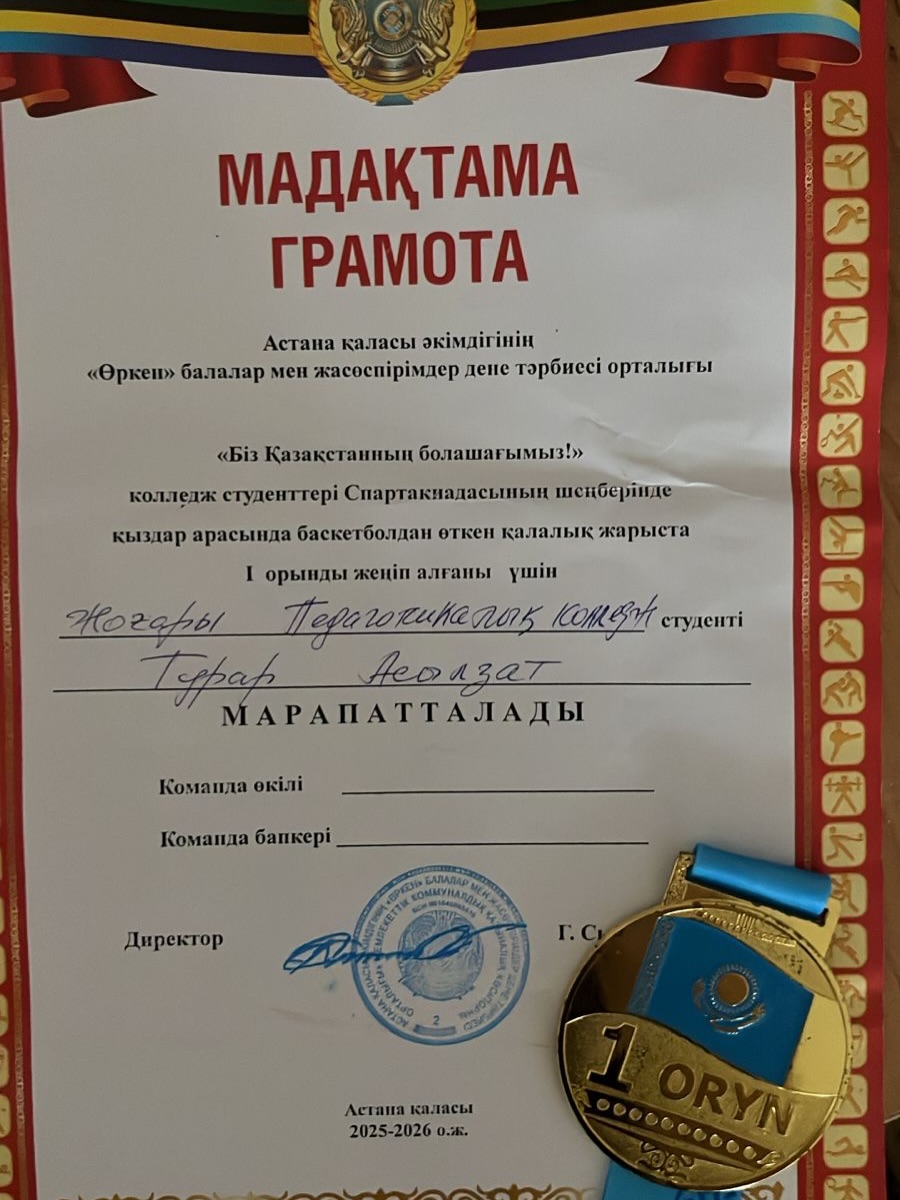 МАДАҚТАМА
ГРАМОТА
Астана қаласы әкімдігінің
«Өркен» балалар мен жасөспірімдер дене тәрбиесі орталығы
«Біз Қазақстанның болашағымыз!»
колледж студенттері Спартакиадасының шеңберінде
қыздар арасында баскетболдан өткен қалалық жарыста
I орынды жеңіп алғаны үшін
Жоғары Педагогикалық колледж студенті
Тұрар Асылзат
МАРАПАТТАЛАДЫ
Команда өкілі
Команда бапкері
Директор
Г.
2
1 ORYN
Астана қаласы
2025-2026 о.ж.